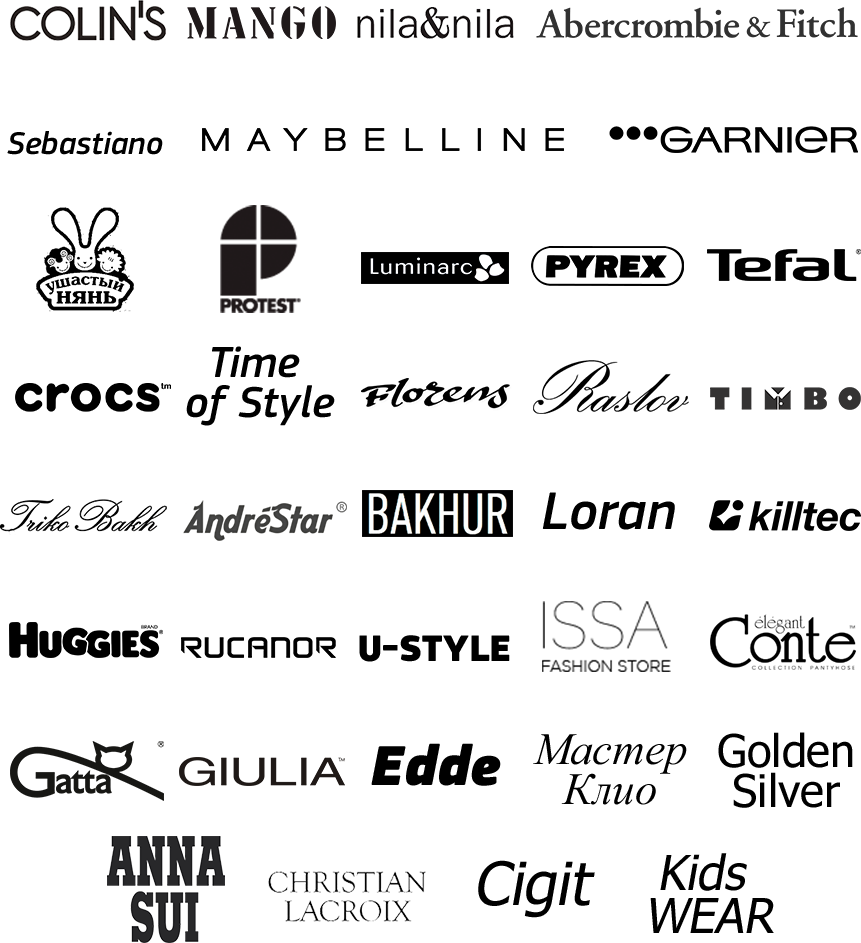 COLIN'S MANGO nila&nila Abercrombie & Fitch
Sebastiano MAYBELLINE GARNIER
ушастый
нянь
PROTEST
Luminarc PYREX Tefal®
crocs™
Time
of Style
Florens Raslov TIMBO
Triko Bakh AndréStar® BAKHUR Loran killtec
HUGGIES BRAND ® RUCANOR U-STYLE
ISSA
FASHION STORE
élégant
Conte™
COLLECTION PANTYHOSE
Gatta® GIULIA™ Edde
Мастер
Клио
Golden
Silver
ANNA
SUI
CHRISTIAN
LACROIX
Cigit
Kids
WEAR